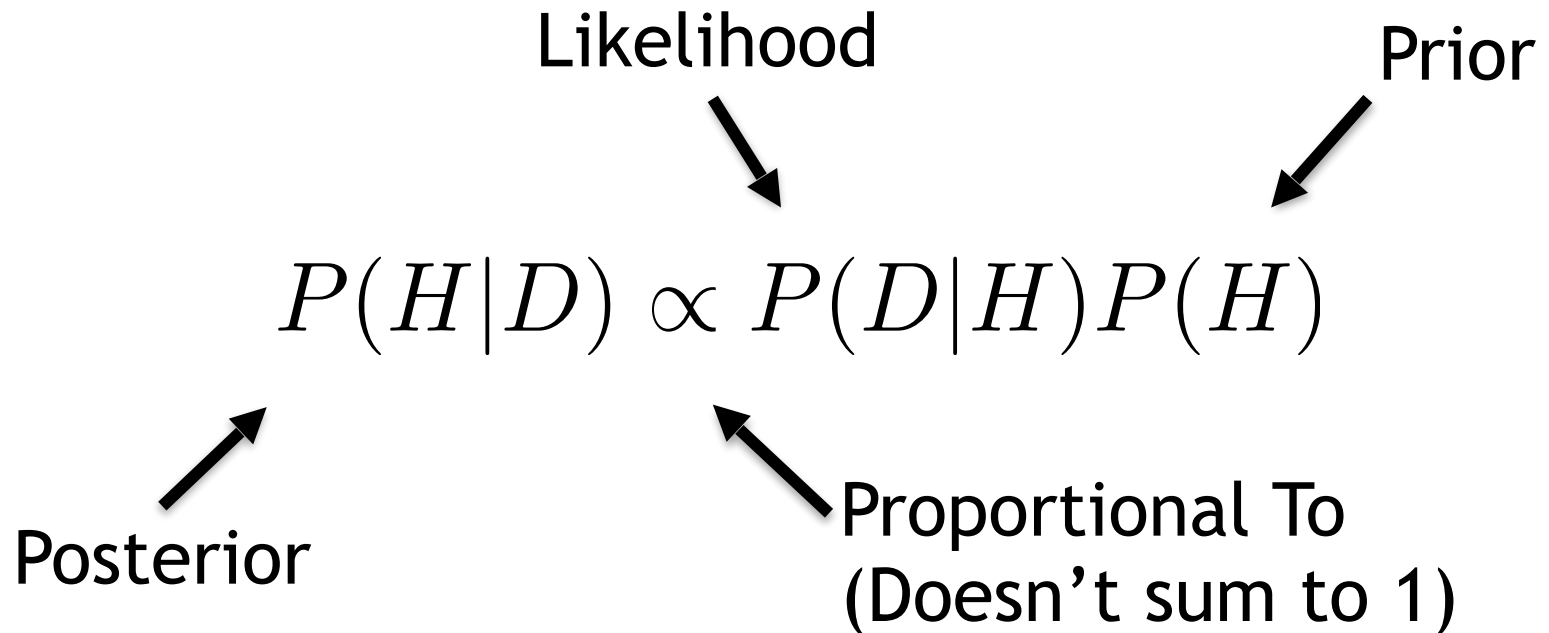 Likelihood
Prior
P(H|D) ∝ P(D|H)P(H)
Posterior
Proportional To
(Doesn’t sum to 1)